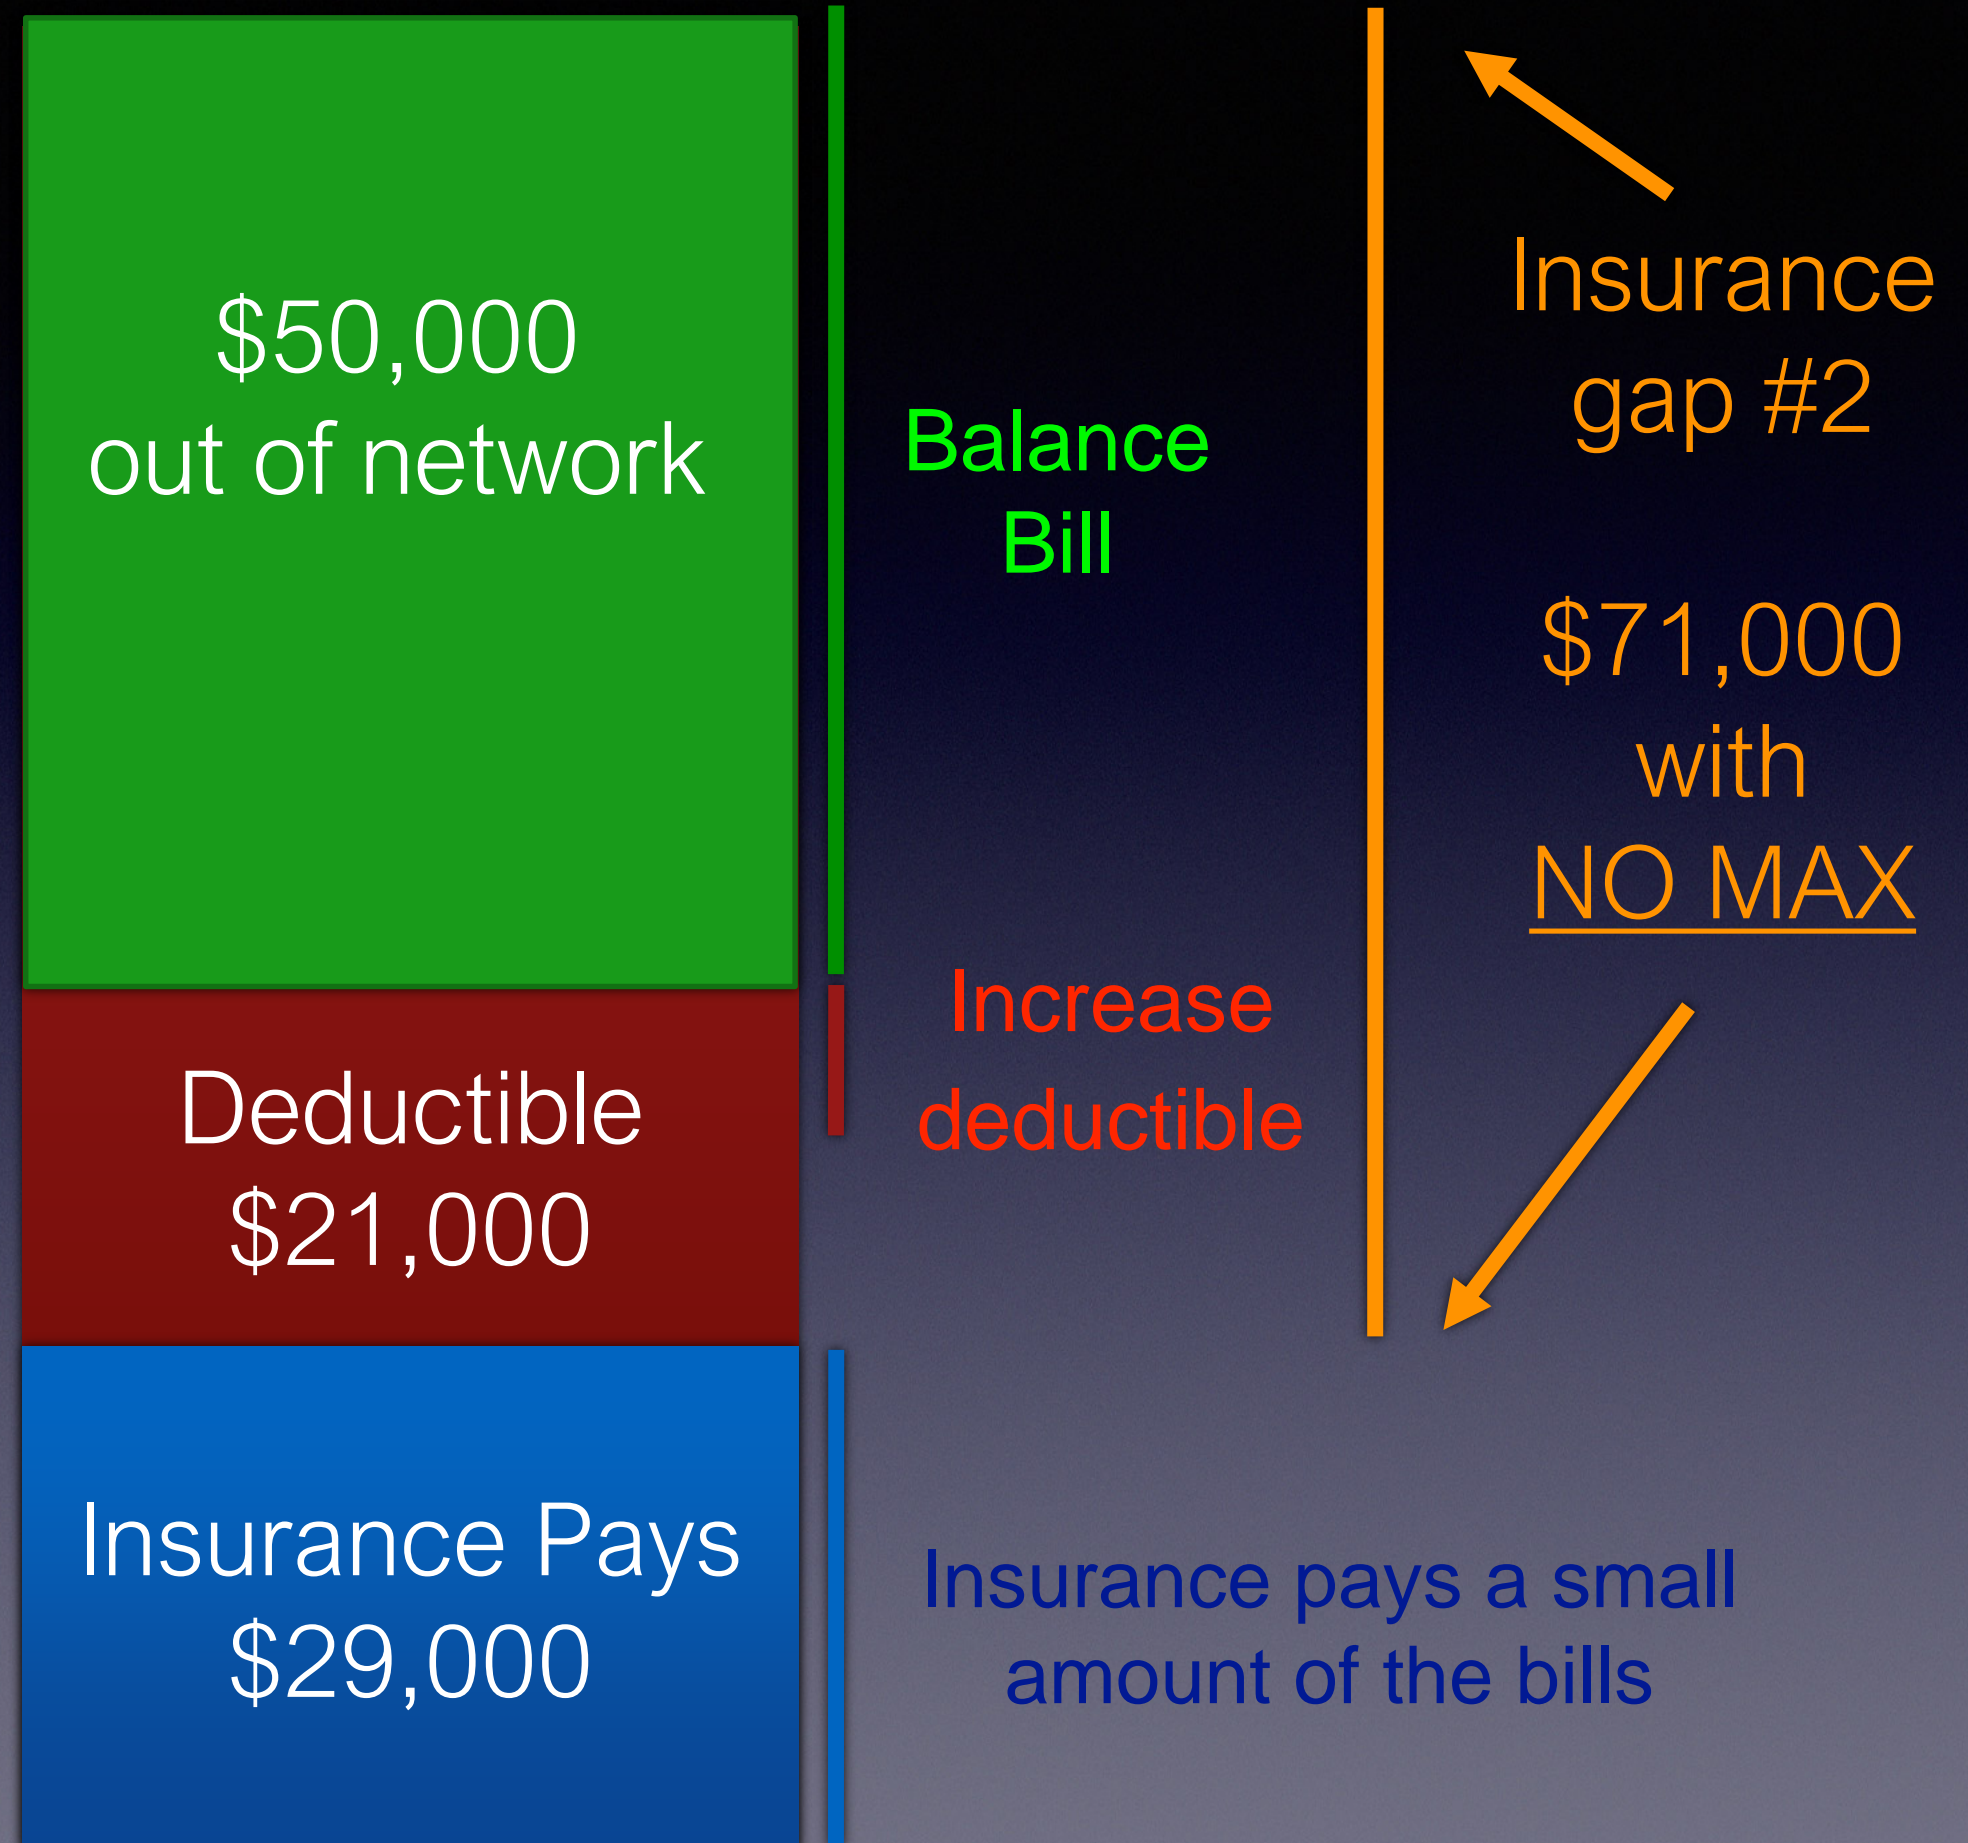 $50,000
out of network
Balance
Bill
Insurance
gap #2
$71,000
with
NO MAX
Deductible
$21,000
Increase
deductible
Insurance Pays
$29,000
Insurance pays a small
amount of the bills